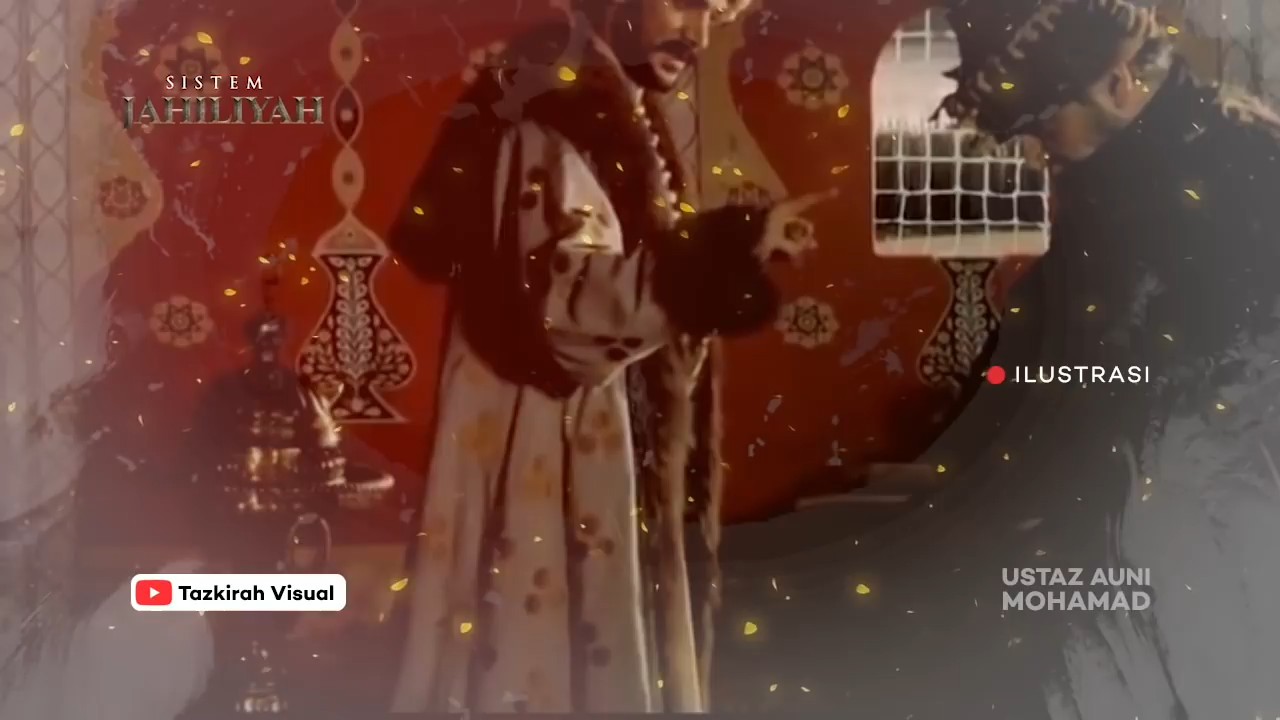 SISTEM
JAHILIYAH
ILUSTRASI
Tazkirah Visual
USTAZ AUNI
MOHAMAD